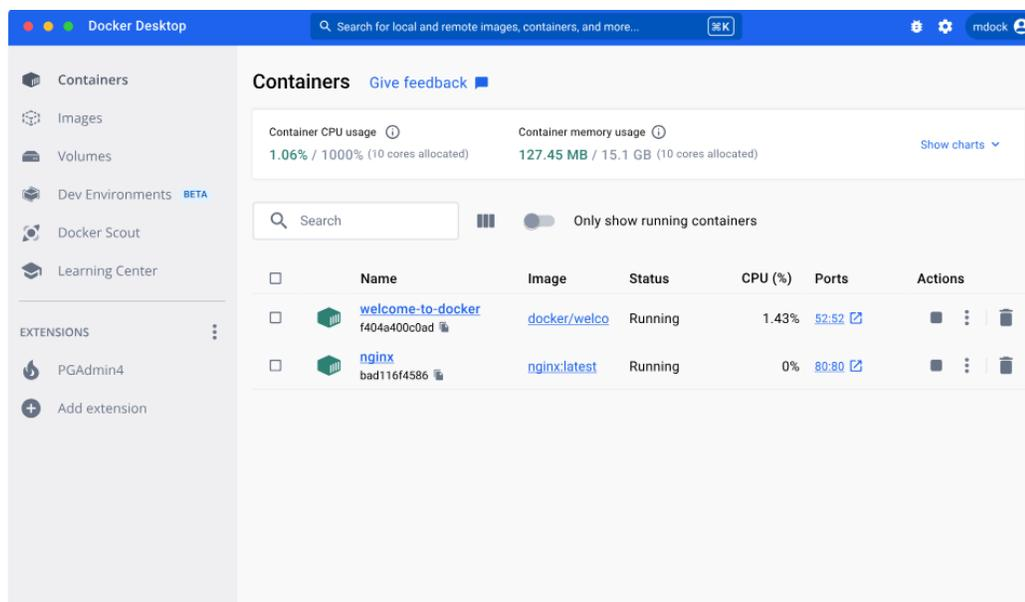 Docker Desktop
Search for local and remote images, containers, and more... ⌘K
mdock
Containers
Images
Volumes
Dev Environments BETA
Docker Scout
Learning Center
EXTENSIONS
PGAdmin4
Add extension
Containers Give feedback
Container CPU usage
1.06% / 1000% (10 cores allocated)
Container memory usage
127.45 MB / 15.1 GB (10 cores allocated)
Show charts
Search
Only show running containers
Name Image Status CPU (%) Ports Actions
welcome-to-docker docker/welco Running 1.43% 52:52
f404a400c0ad
nginx nginx:latest Running 0% 80:80
bad116f4586